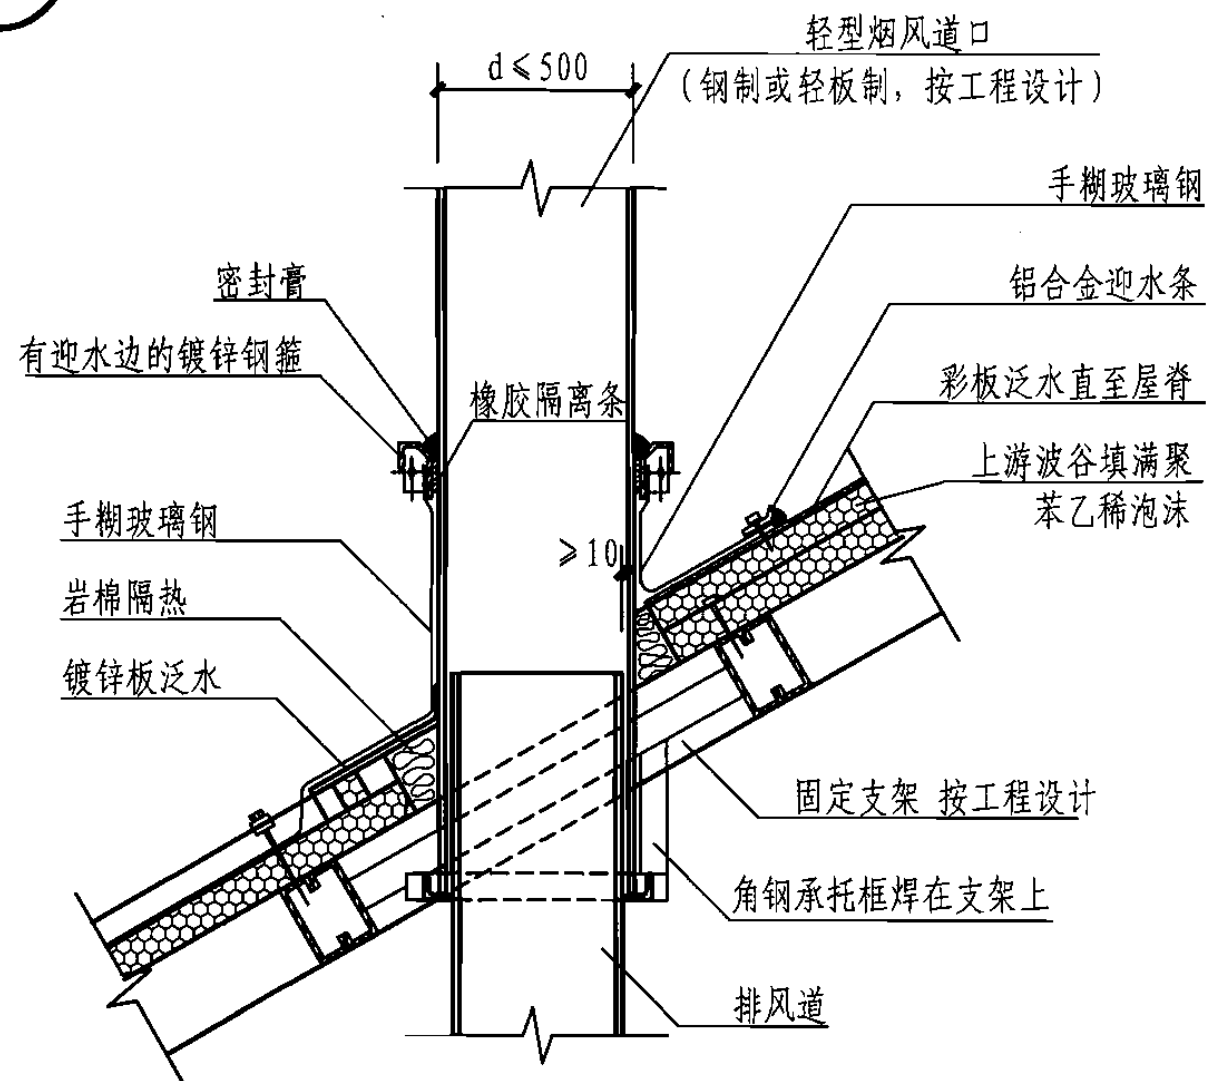 轻型烟风道口
d≤500
（钢制或轻板制，按工程设计）
手糊玻璃钢
密封膏
铝合金迎水条
有迎水边的镀锌钢箍
橡胶隔离条
彩板泛水直至屋脊
上游波谷填满聚
苯乙稀泡沫
手糊玻璃钢
≥10
岩棉隔热
镀锌板泛水
固定支架 按工程设计
角钢承托框焊在支架上
排风道